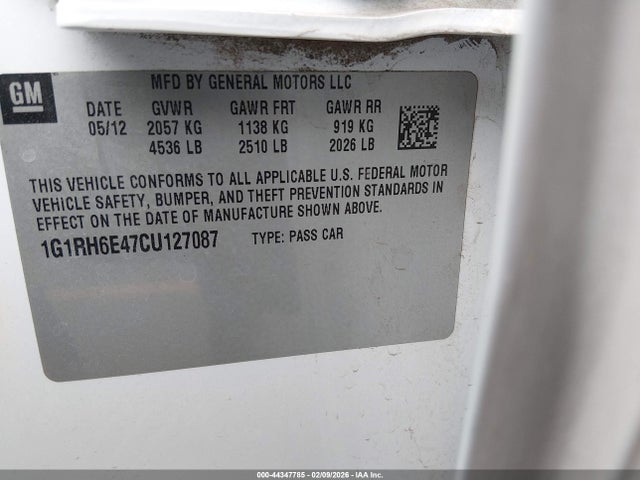 GM
MFD BY GENERAL MOTORS LLC
DATE GVWR GAWR FRT GAWR RR
05/12 2057 KG 1138 KG 919 KG
4536 LB 2510 LB 2026 LB
THIS VEHICLE CONFORMS TO ALL APPLICABLE U.S. FEDERAL MOTOR
VEHICLE SAFETY, BUMPER, AND THEFT PREVENTION STANDARDS IN
EFFECT ON THE DATE OF MANUFACTURE SHOWN ABOVE.
1G1RH6E47CU127087 TYPE: PASS CAR
000-44347785 - 02/09/2026 - IAA Inc.